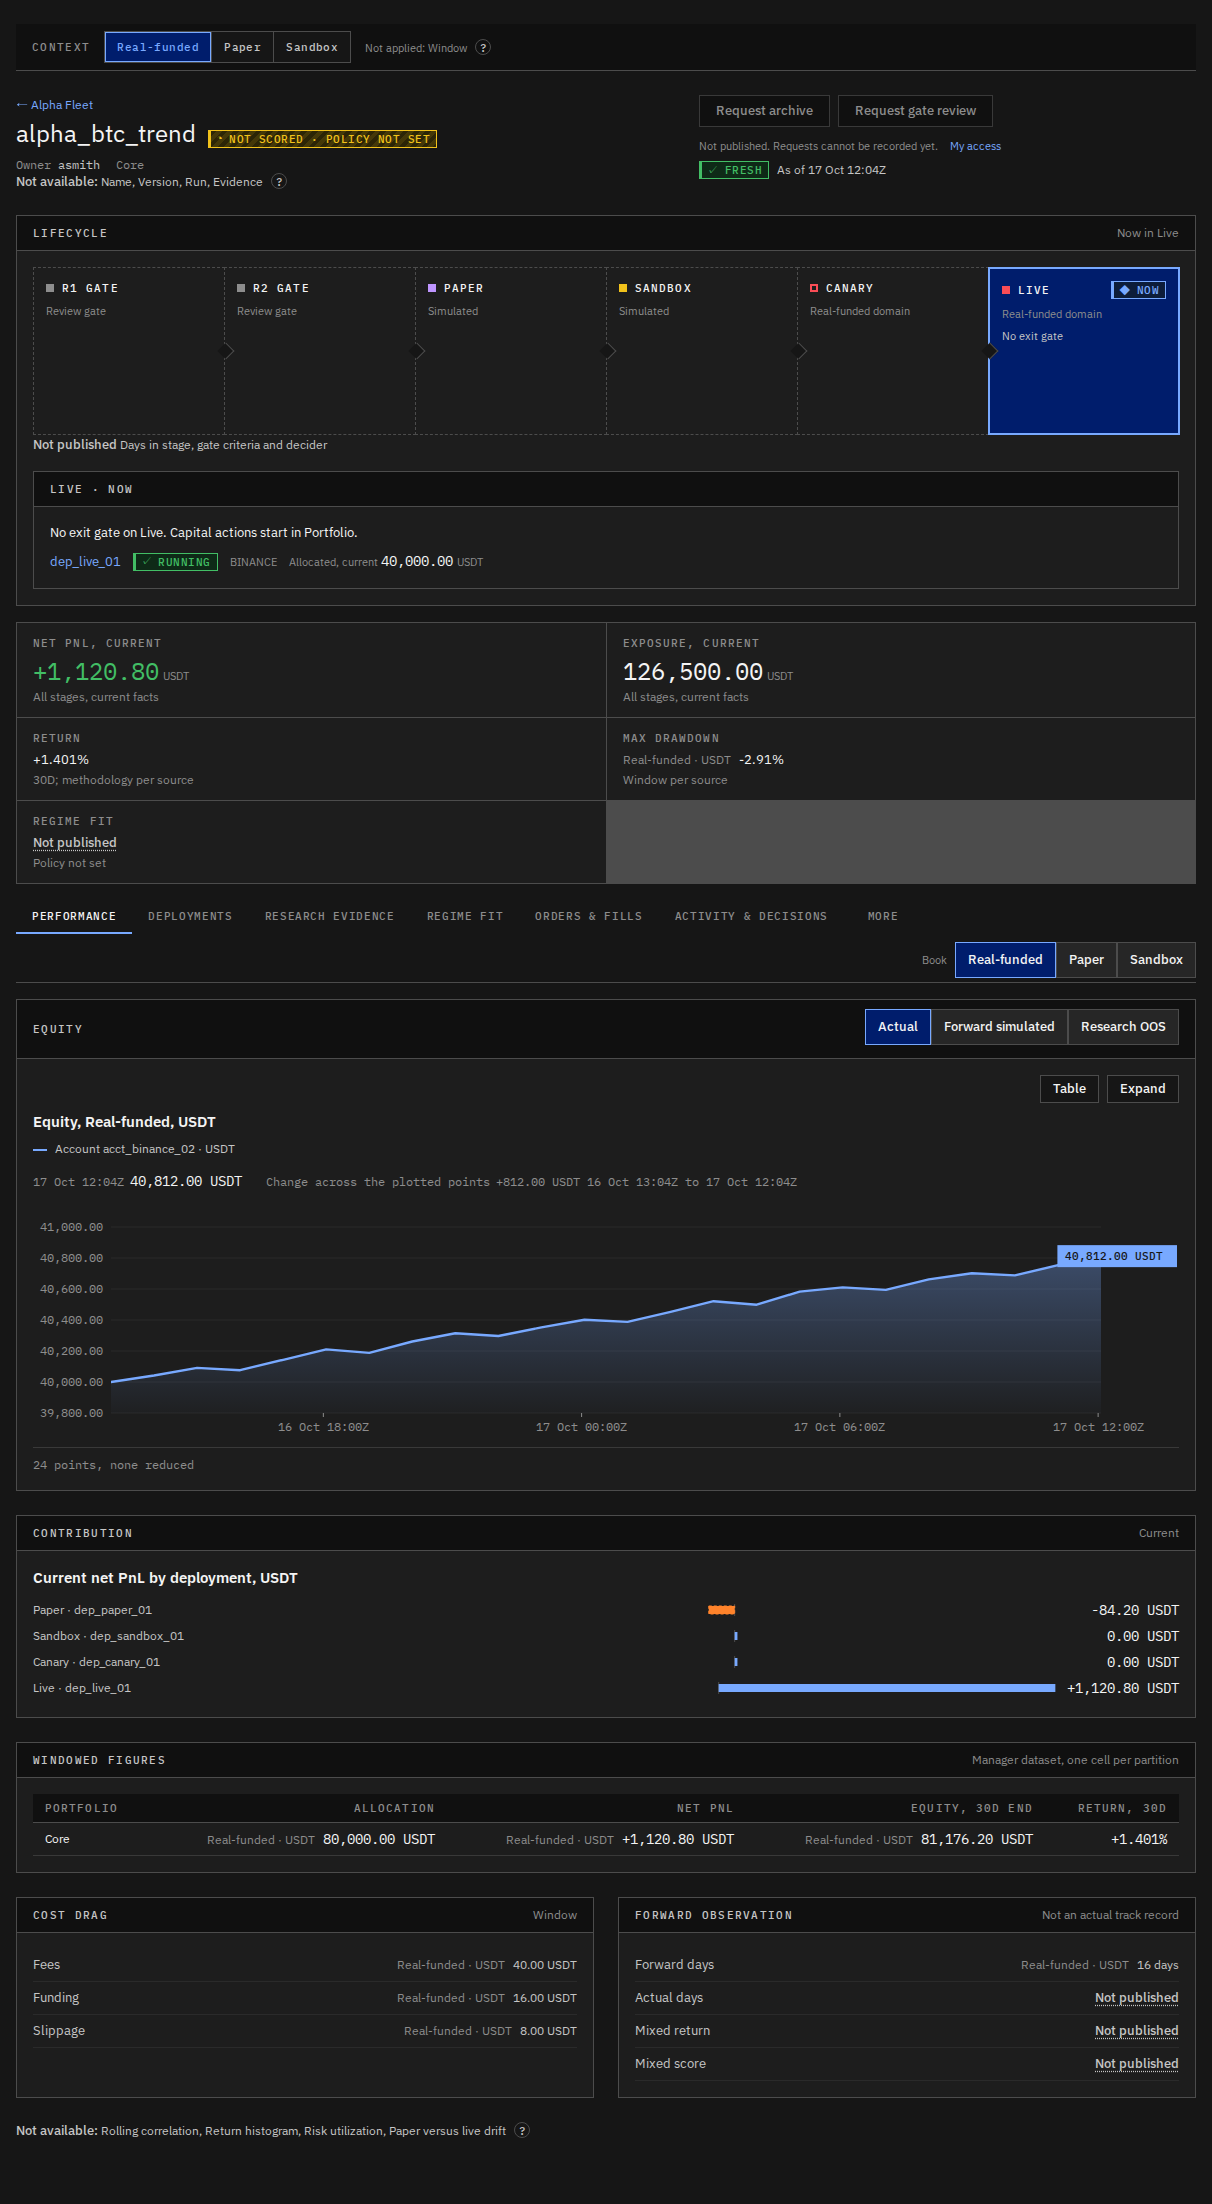 CONTEXT Real-funded Paper Sandbox Not applied: Window ?
← Alpha Fleet
alpha_btc_trend NOT SCORED · POLICY NOT SET
Owner asmith Core
Not available: Name, Version, Run, Evidence ?
Request archive Request gate review
Not published. Requests cannot be recorded yet. My access
✓ FRESH As of 17 Oct 12:04Z
LIFECYCLE Now in Live
R1 GATE
Review gate
R2 GATE
Review gate
PAPER
Simulated
SANDBOX
Simulated
CANARY
Real-funded domain
LIVE ◆ NOW
Real-funded domain
No exit gate
Not published Days in stage, gate criteria and decider
LIVE · NOW
No exit gate on Live. Capital actions start in Portfolio.
dep_live_01 ✓ RUNNING BINANCE Allocated, current 40,000.00 USDT
NET PNL, CURRENT
+1,120.80 USDT
All stages, current facts
EXPOSURE, CURRENT
126,500.00 USDT
All stages, current facts
RETURN
+1.401%
30D; methodology per source
MAX DRAWDOWN
Real-funded · USDT -2.91%
Window per source
REGIME FIT
Not published
Policy not set
PERFORMANCE DEPLOYMENTS RESEARCH EVIDENCE REGIME FIT ORDERS & FILLS ACTIVITY & DECISIONS MORE
Book Real-funded Paper Sandbox
EQUITY Actual Forward simulated Research OOS
Table Expand
Equity, Real-funded, USDT
Account acct_binance_02 · USDT
17 Oct 12:04Z 40,812.00 USDT Change across the plotted points +812.00 USDT 16 Oct 13:04Z to 17 Oct 12:04Z
41,000.00
40,800.00
40,600.00
40,400.00
40,200.00
40,000.00
39,800.00
40,812.00 USDT
16 Oct 18:00Z 17 Oct 00:00Z 17 Oct 06:00Z 17 Oct 12:00Z
24 points, none reduced
CONTRIBUTION Current
Current net PnL by deployment, USDT
Paper · dep_paper_01 -84.20 USDT
Sandbox · dep_sandbox_01 0.00 USDT
Canary · dep_canary_01 0.00 USDT
Live · dep_live_01 +1,120.80 USDT
WINDOWED FIGURES Manager dataset, one cell per partition
PORTFOLIO ALLOCATION NET PNL EQUITY, 30D END RETURN, 30D
Core Real-funded · USDT 80,000.00 USDT Real-funded · USDT +1,120.80 USDT Real-funded · USDT 81,176.20 USDT +1.401%
COST DRAG Window
Fees Real-funded · USDT 40.00 USDT
Funding Real-funded · USDT 16.00 USDT
Slippage Real-funded · USDT 8.00 USDT
FORWARD OBSERVATION Not an actual track record
Forward days Real-funded · USDT 16 days
Actual days Not published
Mixed return Not published
Mixed score Not published
Not available: Rolling correlation, Return histogram, Risk utilization, Paper versus live drift ?